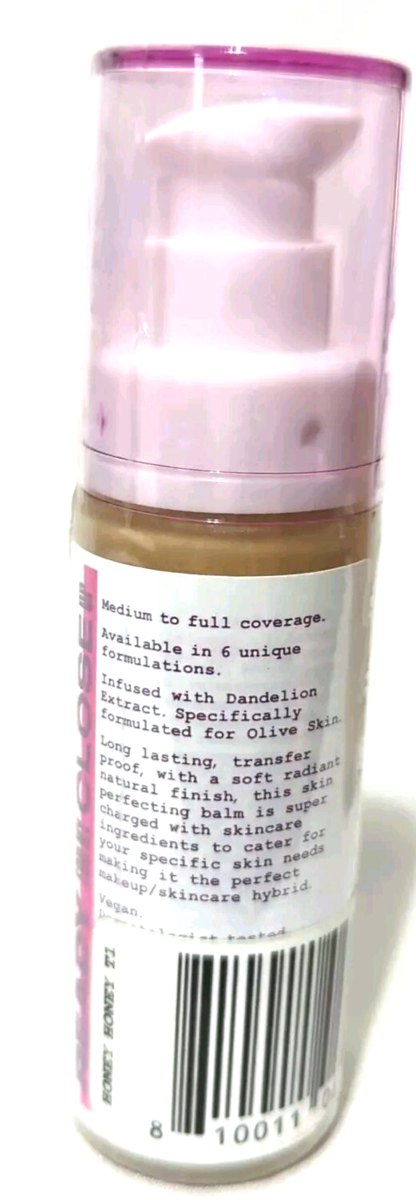 Medium to full coverage.
Available in 6 unique
formulations.
Infused with Dandelion
Extract. Specifically
formulated for Olive Skin.
Long lasting, transfer
proof, with a soft radiant
natural finish, this skin
perfecting balm is super
charged with skincare
ingredients to cater for
your specific skin needs
making it the perfect
makeup/skincare hybrid.
Vegan.
tested
HONEY HONEY T1
8 10011